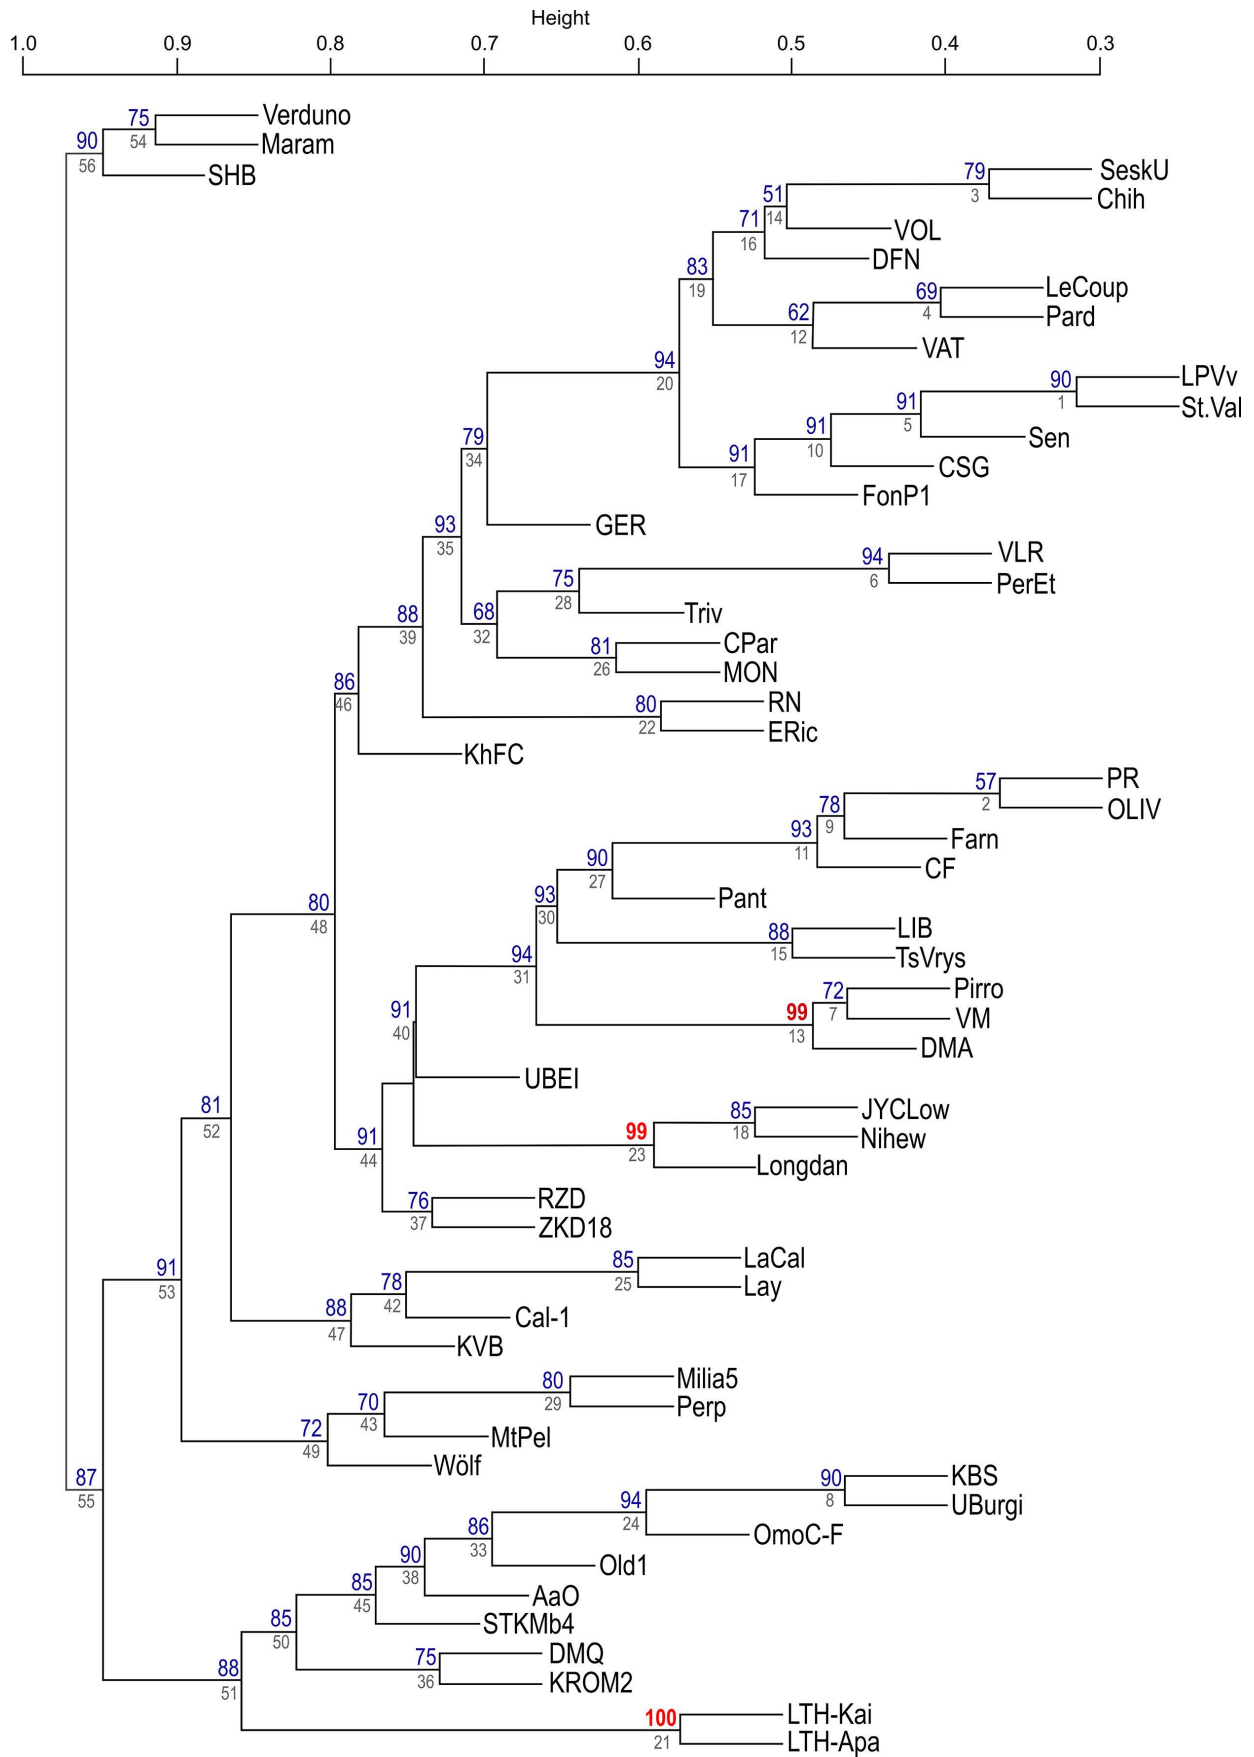 Height
1.0 0.9 0.8 0.7 0.6 0.5 0.4 0.3
75 Verduno
90 54 Maram
56 SHB
79 SeskU
51 3 Chih
71 14 VOL
16 DFN
83 69 LeCoup
19 62 4 Pard
12 VAT
94 90 LPVv
20 91 1 St.Val
91 5 Sen
79 91 10 CSG
34 17 FonP1
93 GER
35 94 VLR
75 6 PerEt
88 68 28 Triv
39 32 81 CPar
26 MON
86 80 RN
46 22 ERic
KhFC
57 PR
78 2 OLIV
93 9 Farn
90 11 CF
93 27 Pant
80 30 88 LIB
48 94 15 TsVrys
31 72 Pirro
91 99 7 VM
40 13 DMA
UBEI
81 85 JYCLow
52 91 99 18 Nihew
44 23 Longdan
76 RZD
37 ZKD18
91 85 LaCal
53 78 25 Lay
88 42 Cal-1
47 KVB
80 Milia5
70 29 Perp
72 43 MtPel
49 Wölf
87 90 KBS
55 94 8 UBurgi
86 24 OmoC-F
90 33 Old1
85 38 AaO
85 45 STKMb4
50 75 DMQ
88 36 KROM2
51 100 LTH-Kai
21 LTH-Apa